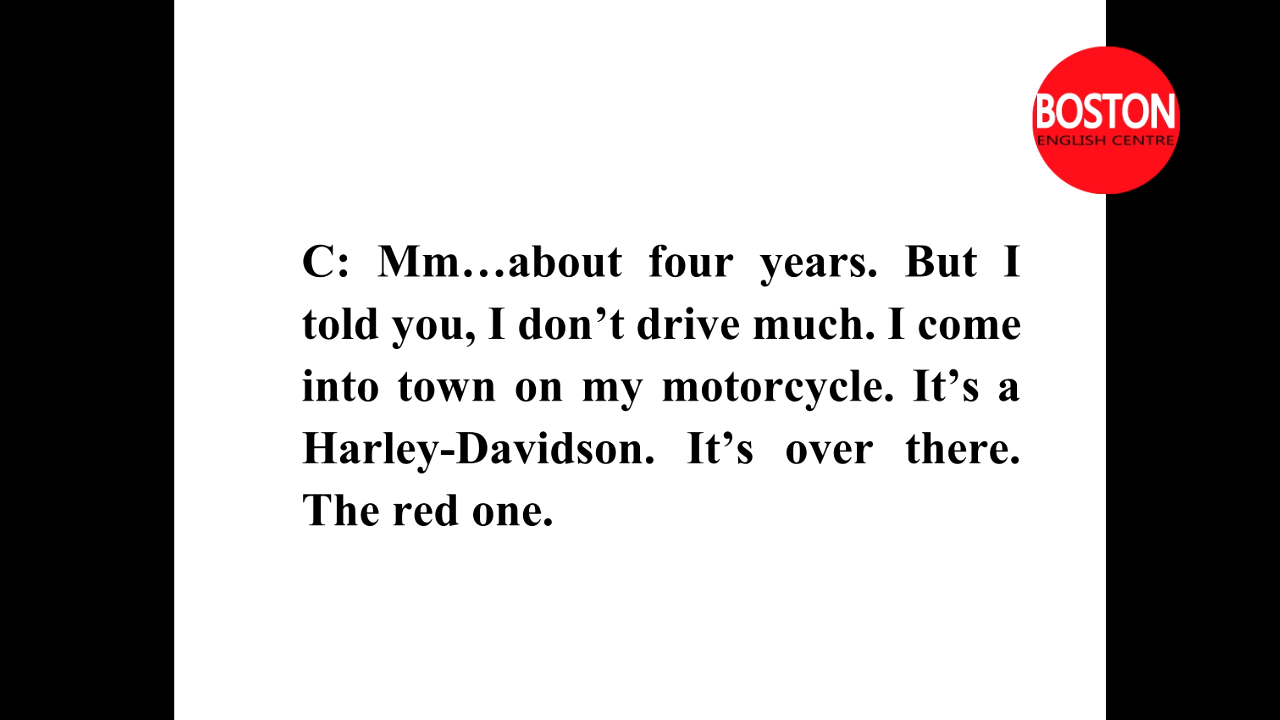 BOSTON
ENGLISH CENTRE
C: Mm…about four years. But I
told you, I don’t drive much. I come
into town on my motorcycle. It’s a
Harley-Davidson. It’s over there.
The red one.